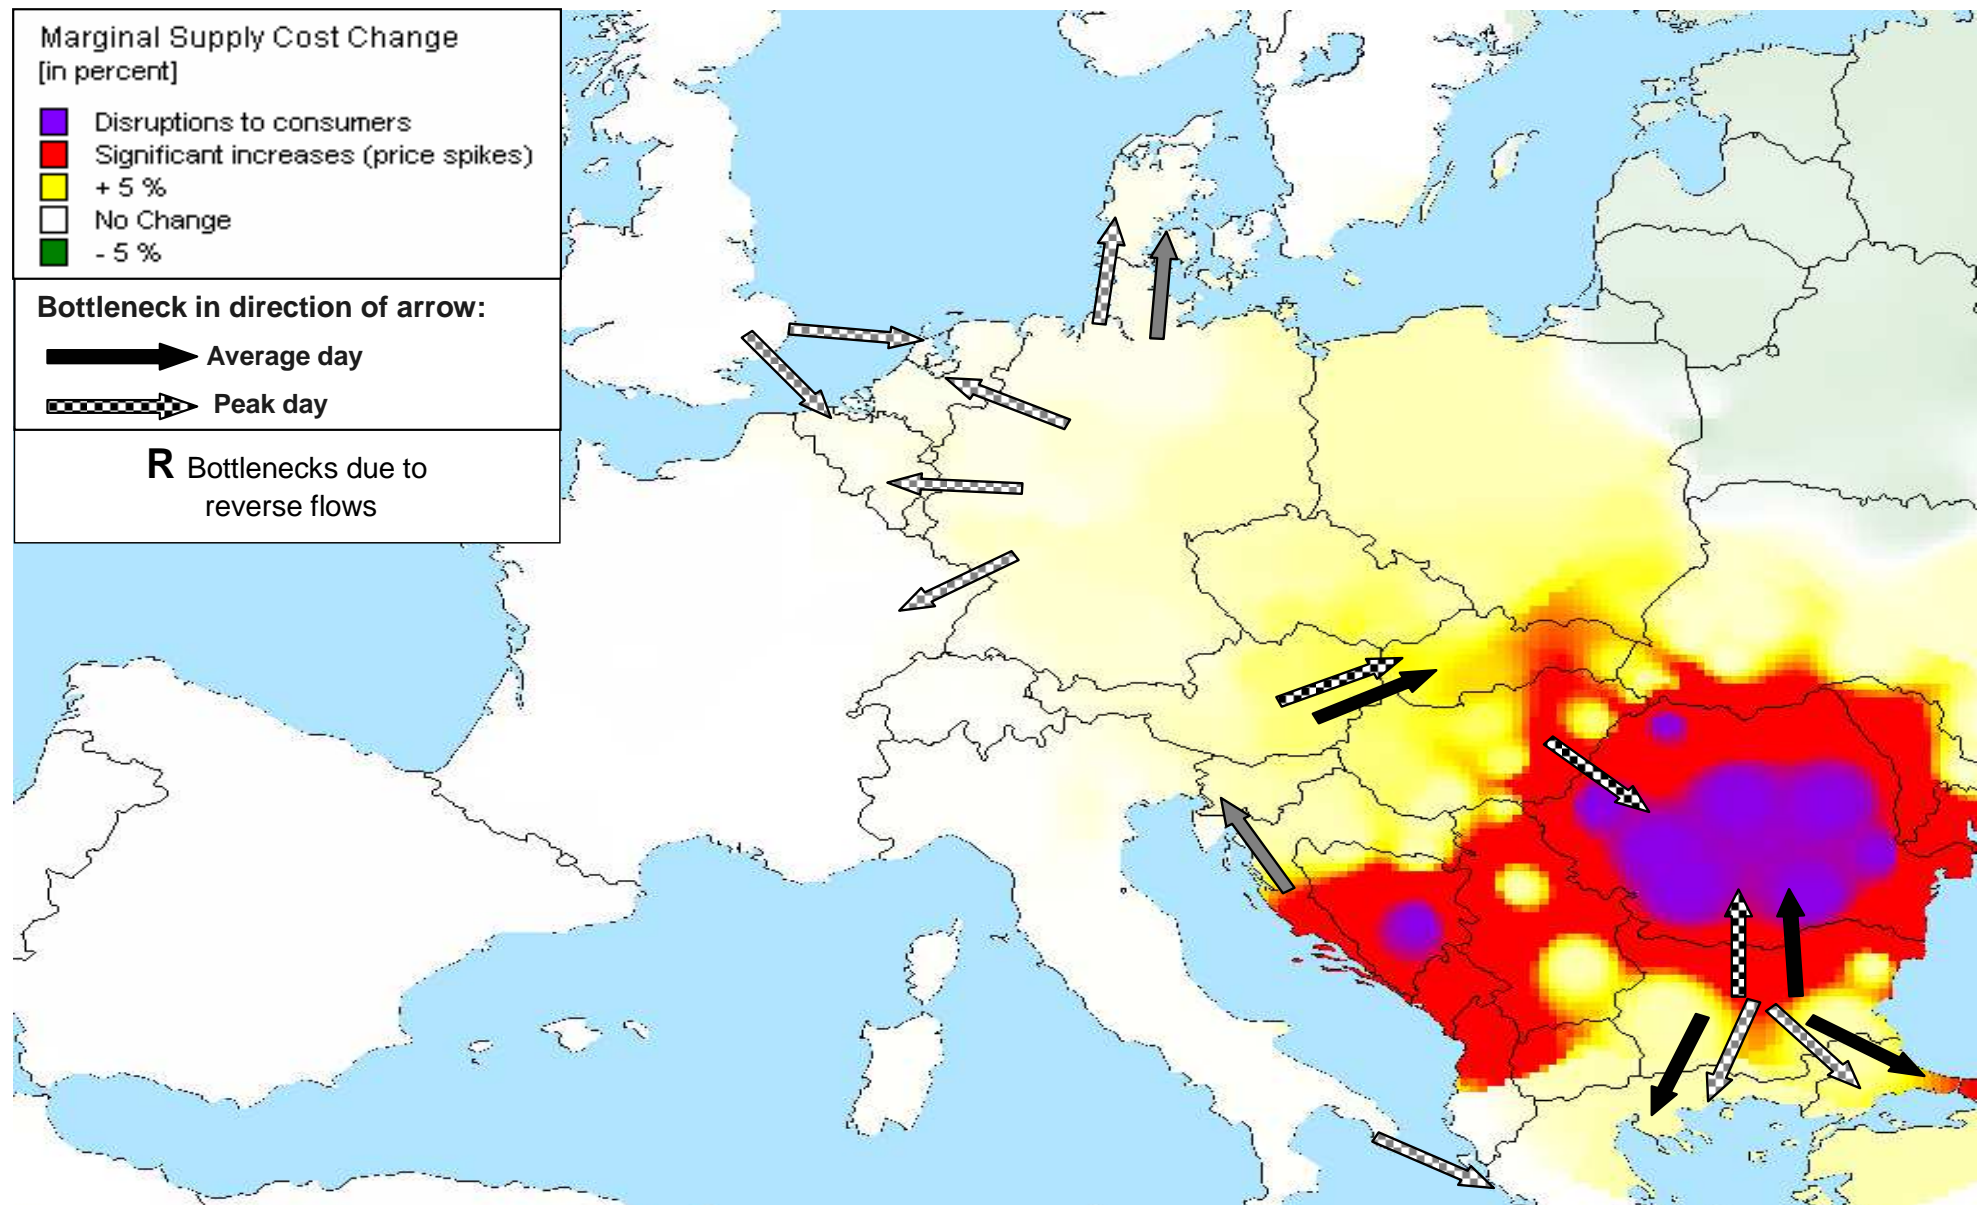 Marginal Supply Cost Change
[in percent]
Disruptions to consumers
Significant increases (price spikes)
+ 5 %
No Change
- 5 %
Bottleneck in direction of arrow:
Average day
Peak day
R Bottlenecks due to
reverse flows